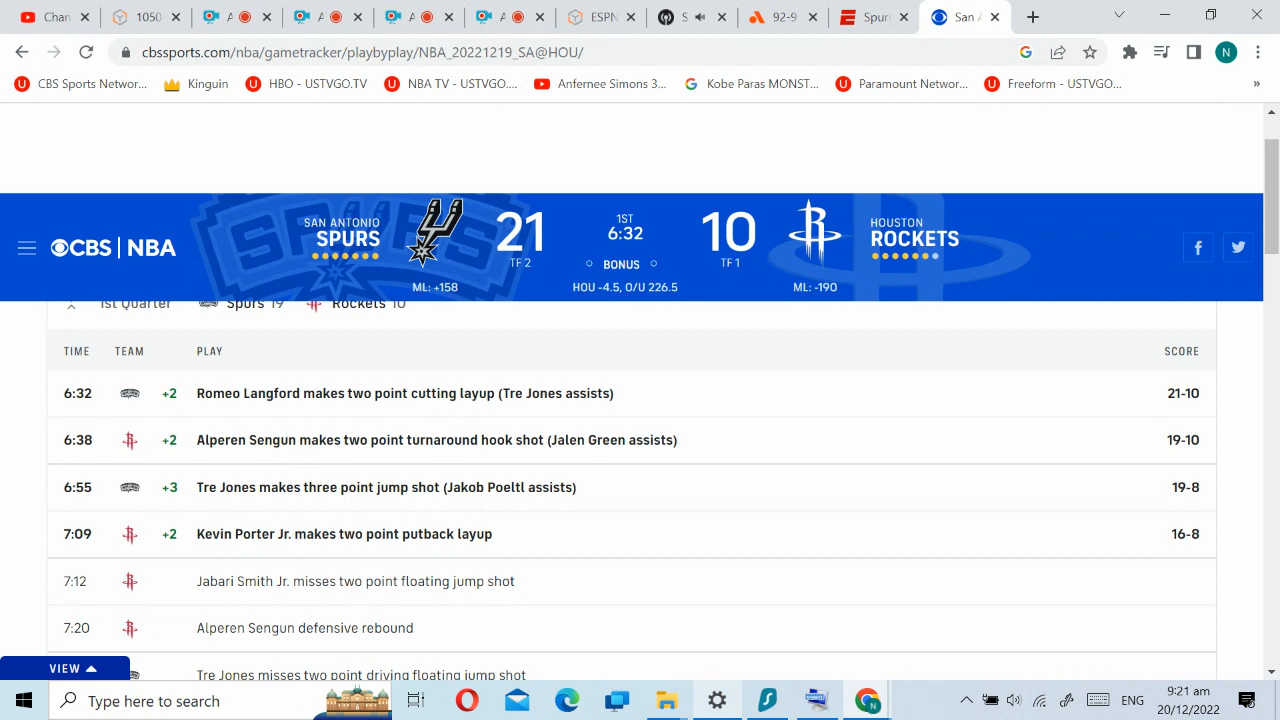 Chan
1050
A
A
A
A
ESPN
S
92-9
Spurs
San A
cbssports.com/nba/gametracker/playbyplay/NBA_20221219_SA@HOU/
N
CBS Sports Networ...
Kinguin
HBO - USTVGO.TV
NBA TV - USTVGO....
Anfernee Simons 3...
Kobe Paras MONST...
Paramount Networ...
Freeform - USTVGO...
»
CBS NBA
SPURS
SAN ANTONIO
SPURS
ML: +158
21
TF 2
1ST
6:32
BONUS
HOU -4.5, O/U 226.5
10
TF 1
ML: -190
HOUSTON
ROCKETS
1st Quarter Spurs 19 Rockets 10
TIME TEAM PLAY SCORE
6:32 +2 Romeo Langford makes two point cutting layup (Tre Jones assists) 21-10
6:38 +2 Alperen Sengun makes two point turnaround hook shot (Jalen Green assists) 19-10
6:55 +3 Tre Jones makes three point jump shot (Jakob Poeltl assists) 19-8
7:09 +2 Kevin Porter Jr. makes two point putback layup 16-8
7:12 Jabari Smith Jr. misses two point floating jump shot
7:20 Alperen Sengun defensive rebound
VIEW
Tre Jones misses two point driving floating jump shot
Type here to search
ENG
9:21 am
20/12/2022